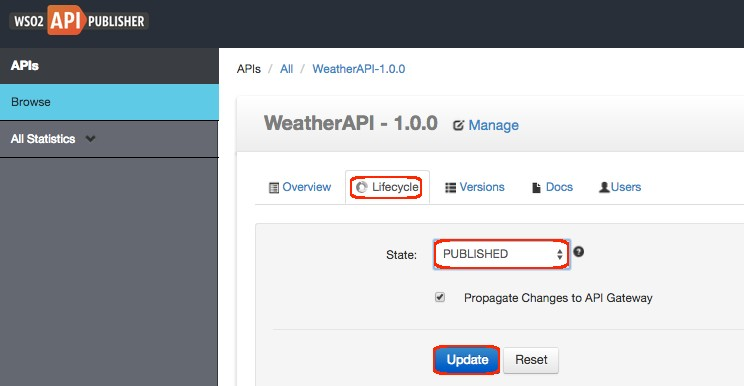 WSO2 API PUBLISHER
APIs
Browse
All Statistics
APIs / All / WeatherAPI-1.0.0
WeatherAPI - 1.0.0 Manage
Overview Lifecycle Versions Docs Users
State: PUBLISHED ?
Propagate Changes to API Gateway
Update Reset